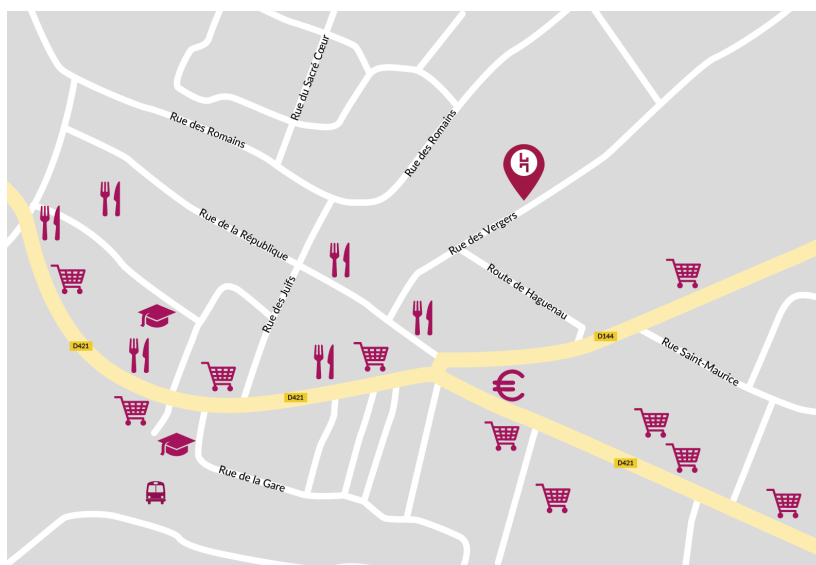 Rue du Sacré Cœur
Rue des Romains
Rue des Romains
Rue de la République
Rue des Vergers
Route de Haguenau
Rue des Juifs
D144
D421
Rue Saint-Maurice
D421
D421
Rue de la Gare